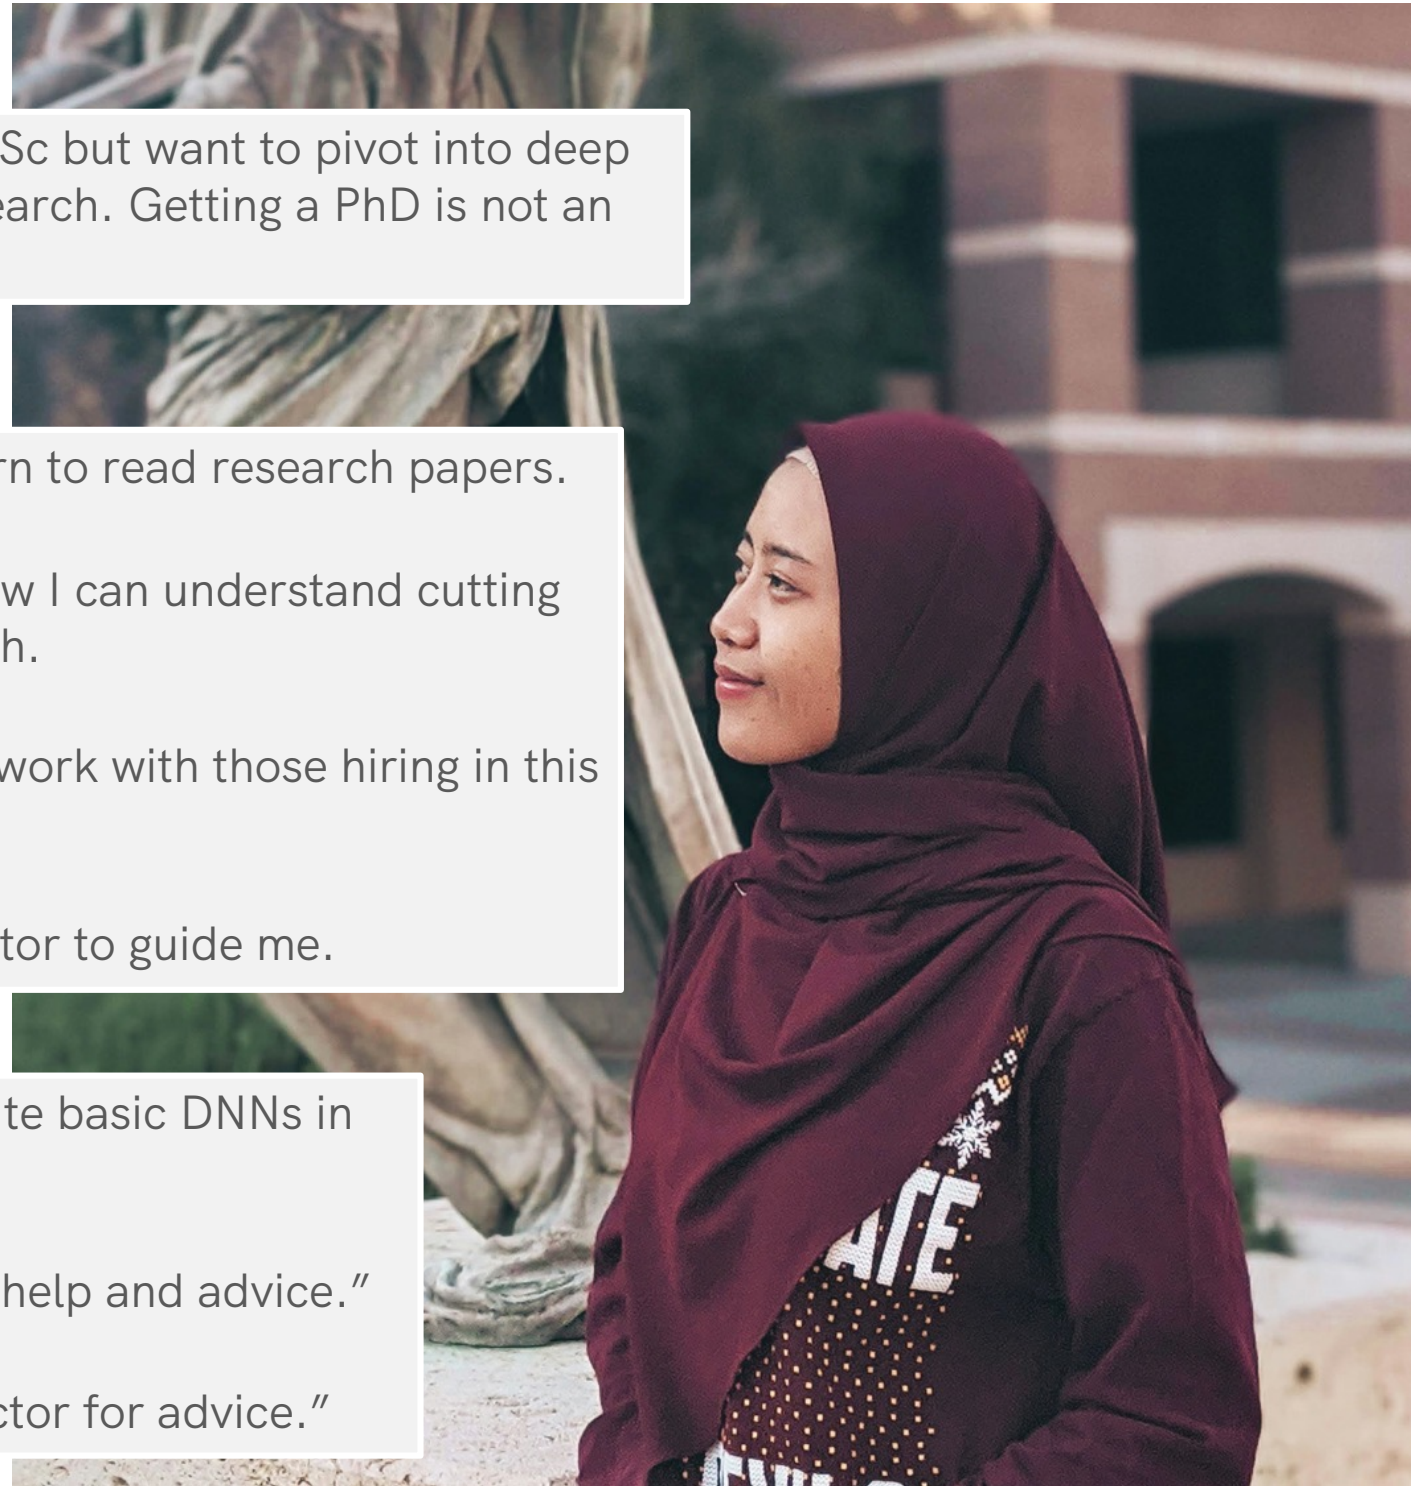 Sc but want to pivot into deep
earch. Getting a PhD is not an
rn to read research papers.
w I can understand cutting
h.
work with those hiring in this
tor to guide me.
te basic DNNs in
help and advice.”
ctor for advice.”
ATE